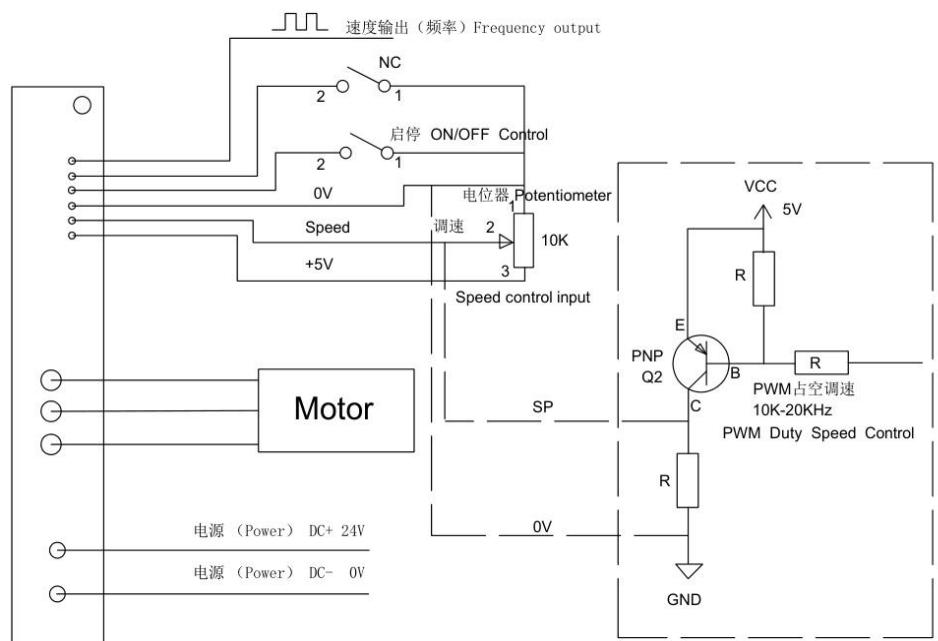 速度输出（频率）Frequency output
NC
2
1
启停 ON/OFF Control
2
1
0V
电位器 Potentiometer
1
Speed
调速
2
10K
+5V
3
Speed control input
VCC
5V
R
E
PNP
Q2
B
R
C
PWM占空调速
10K-20KHz
PWM Duty Speed Control
Motor
SP
R
0V
GND
电源 （Power） DC+ 24V
电源 （Power） DC- 0V